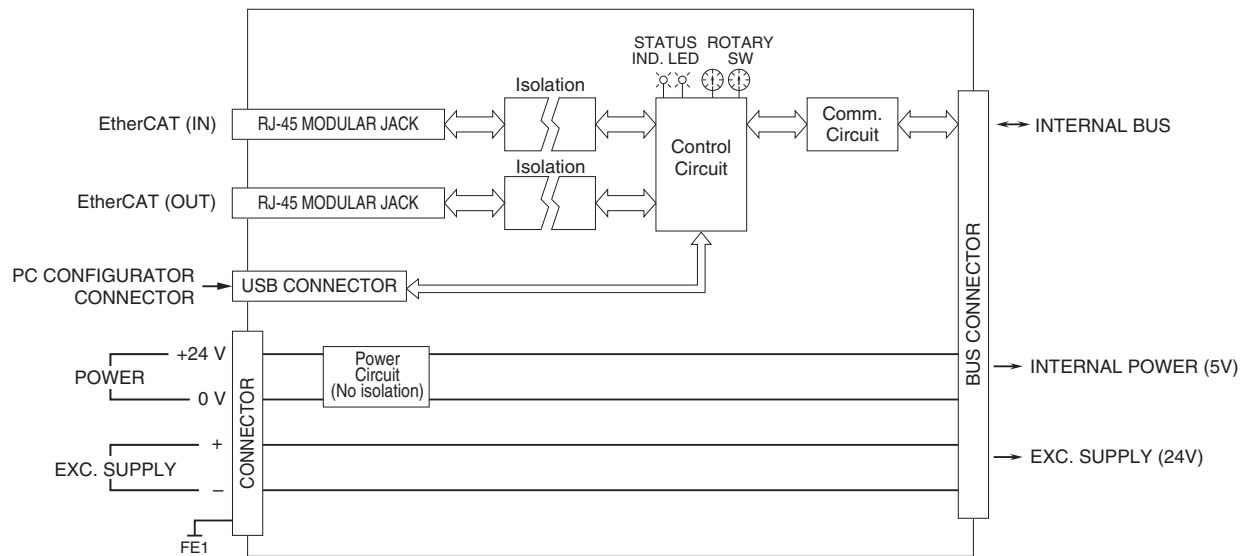 STATUS
IND. LED
ROTARY
SW
Isolation
EtherCAT (IN)
RJ-45 MODULAR JACK
Control
Circuit
Comm.
Circuit
INTERNAL BUS
Isolation
EtherCAT (OUT)
RJ-45 MODULAR JACK
PC CONFIGURATOR
CONNECTOR
USB CONNECTOR
BUS CONNECTOR
CONNECTOR
POWER
+24 V
0 V
Power
Circuit
(No isolation)
INTERNAL POWER (5V)
EXC. SUPPLY
+
–
EXC. SUPPLY (24V)
FE1